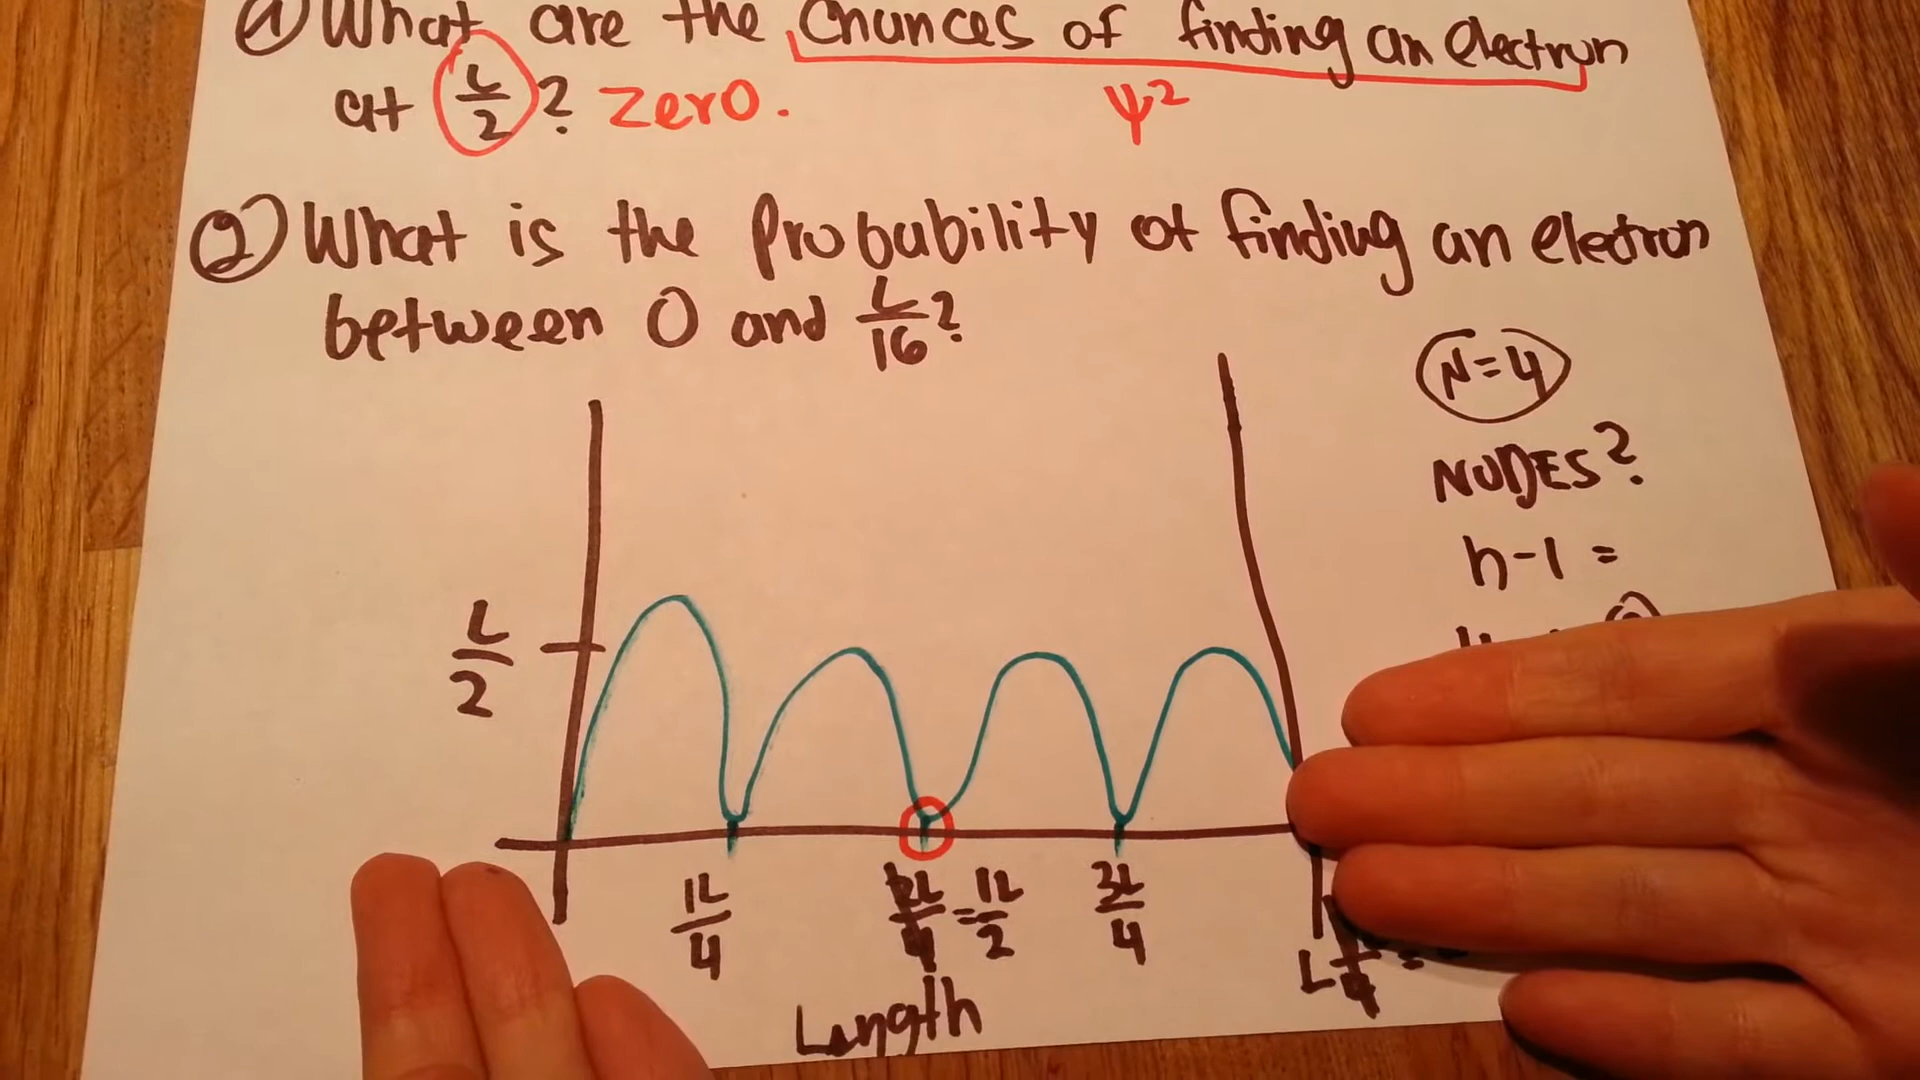 1) What are the chances of finding an electron
at L/2? zero.
ψ²
2) What is the Probability of finding an electron
between 0 and L/16?
N=4
NODES?
n-1 =
L/2
1L/4
2L/4 = 1L/2
3L/4
L
Length